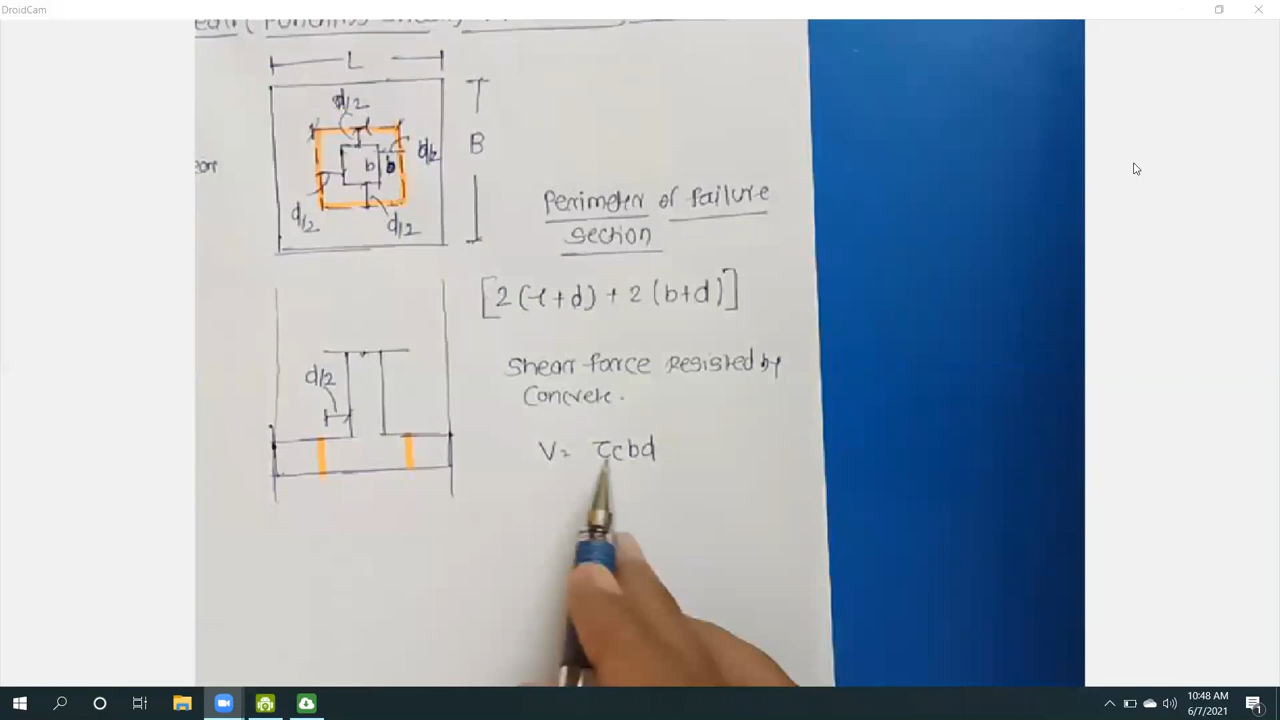 DroidCam
L
d/2
B
d/2
b
b
d/2
d/2
Perimeter of failure
section
[2(l+d) + 2(b+d)]
Shear force Resisted by
Concrete.
d/2
V= τcbd
10:48 AM
6/7/2021
1